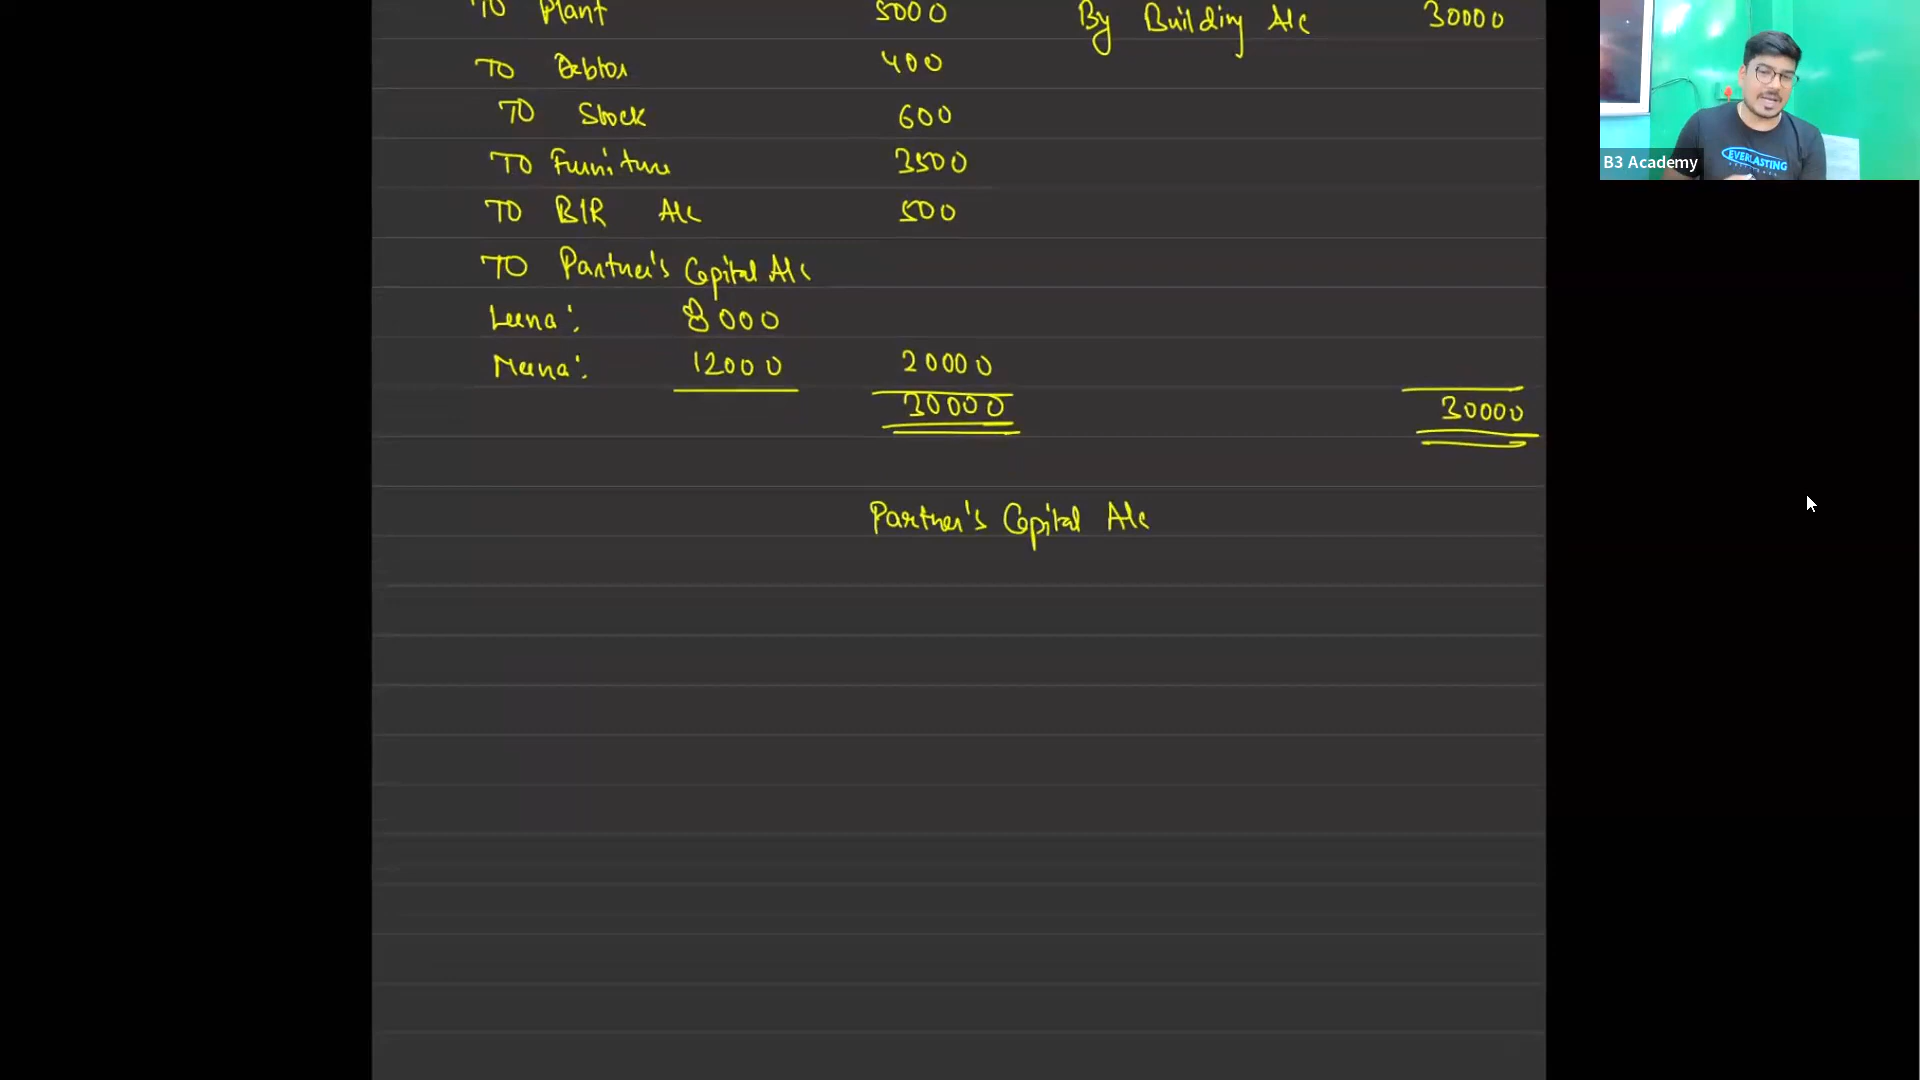 TO Plant 5000 By Building A/c 30000
TO Debtor 400
TO Stock 600
TO Furniture 3500
TO B/R A/c 500
TO Partner's Capital A/c
Leena: 8000
Meena: 12000 20000
30000 30000
Partner's Capital A/c
EVERLASTING
B3 Academy